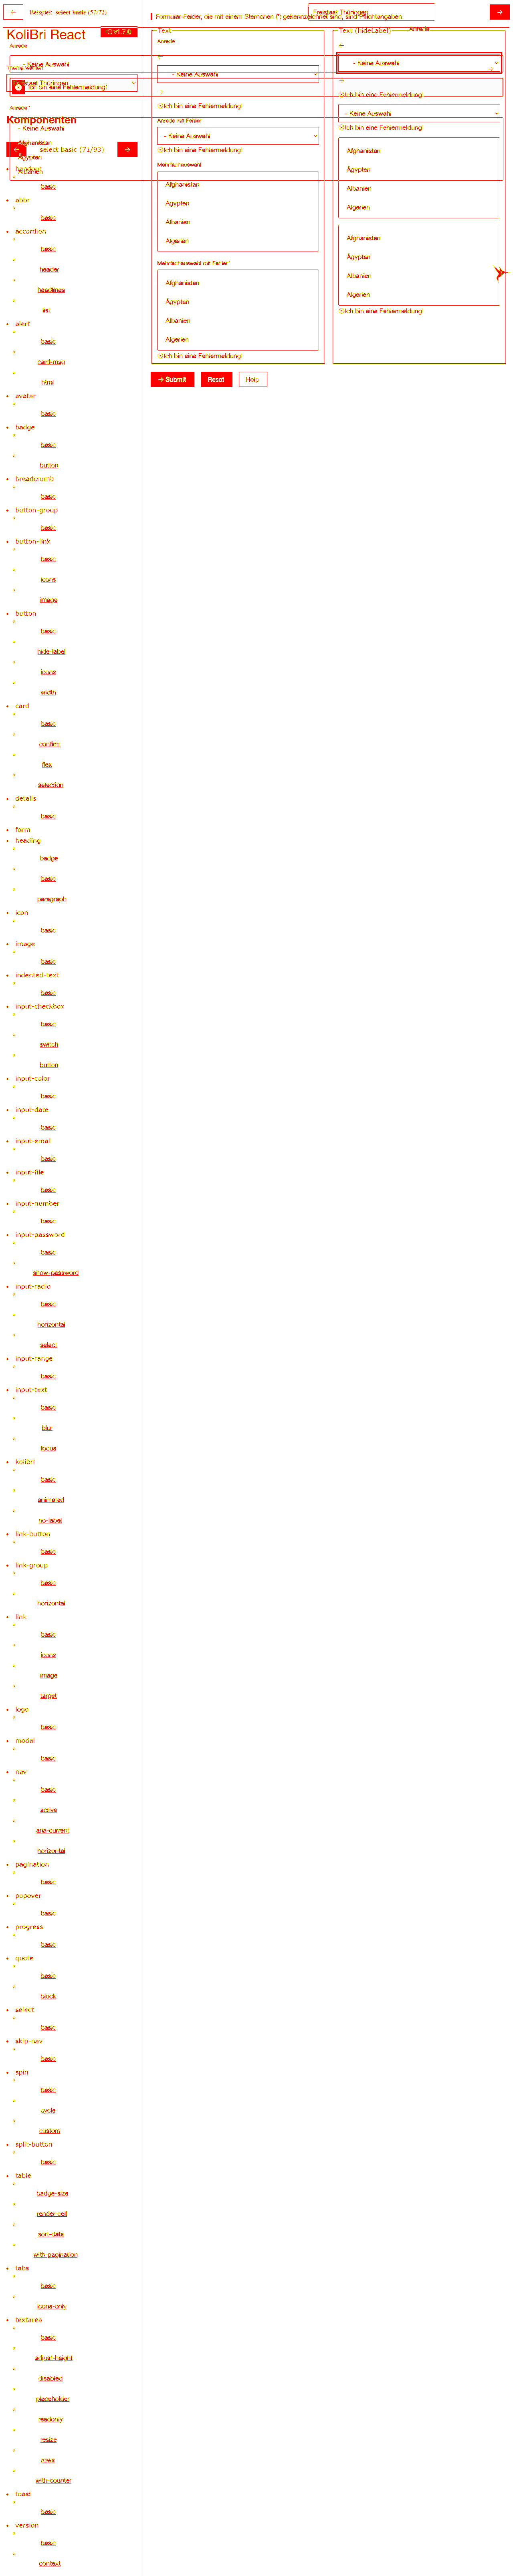 Beispiel: select basic (57/72)
Freistaat Thüringen
Formular-Felder, die mit einem Sternchen (*) gekennzeichnet sind, sind Pflichtangaben.
KoliBri React
v1.7.0
Anrede
- Keine Auswahl
Freistaat Thüringen
Ich bin eine Fehlermeldung!
Anrede*
Komponenten
- Keine Auswahl
Afghanistan
select basic (71/93)
Ägypten
Albanien
handout
basic
abbr
basic
accordion
basic
header
headlines
list
alert
basic
card-msg
html
avatar
basic
badge
basic
button
breadcrumb
basic
button-group
basic
button-link
basic
icons
image
button
basic
hide-label
icons
width
card
basic
confirm
flex
selection
details
basic
form
heading
badge
basic
paragraph
icon
basic
image
basic
indented-text
basic
input-checkbox
basic
switch
button
input-color
basic
input-date
basic
input-email
basic
input-file
basic
input-number
basic
input-password
basic
show-password
input-radio
basic
horizontal
select
input-range
basic
input-text
basic
blur
focus
kolibri
basic
animated
no-label
link-button
basic
link-group
basic
horizontal
link
basic
icons
image
target
logo
basic
modal
basic
nav
basic
active
aria-current
horizontal
pagination
basic
popover
basic
progress
basic
quote
basic
block
select
basic
skip-nav
basic
spin
basic
cycle
custom
split-button
basic
table
badge-size
render-cell
sort-data
with-pagination
tabs
basic
icons-only
textarea
basic
adjust-height
disabled
placeholder
readonly
resize
rows
with-counter
toast
basic
version
basic
context
Text
Anrede
- Keine Auswahl
Ich bin eine Fehlermeldung!
Anrede mit Fehler
- Keine Auswahl
Ich bin eine Fehlermeldung!
Mehrfachauswahl
Afghanistan
Ägypten
Albanien
Algerien
Mehrfachauswahl mit Fehler*
Afghanistan
Ägypten
Albanien
Algerien
Ich bin eine Fehlermeldung!
Text (hideLabel)
Anrede
- Keine Auswahl
Ich bin eine Fehlermeldung!
- Keine Auswahl
Ich bin eine Fehlermeldung!
Afghanistan
Ägypten
Albanien
Algerien
Afghanistan
Ägypten
Albanien
Algerien
Ich bin eine Fehlermeldung!
Submit
Reset
Help